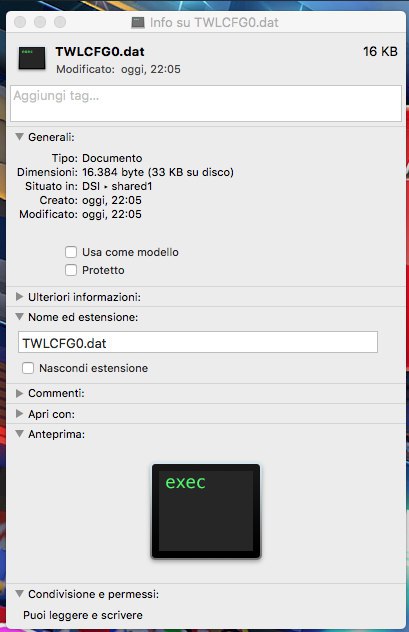 Info su TWLCFG0.dat
TWLCFG0.dat 16 KB
Modificato: oggi, 22:05
Aggiungi tag...
Generali:
Tipo: Documento
Dimensioni: 16.384 byte (33 KB su disco)
Situato in: DSI ▸ shared1
Creato: oggi, 22:05
Modificato: oggi, 22:05
Usa come modello
Protetto
Ulteriori informazioni:
Nome ed estensione:
TWLCFG0.dat
Nascondi estensione
Commenti:
Apri con:
Anteprima:
exec
Condivisione e permessi:
Puoi leggere e scrivere